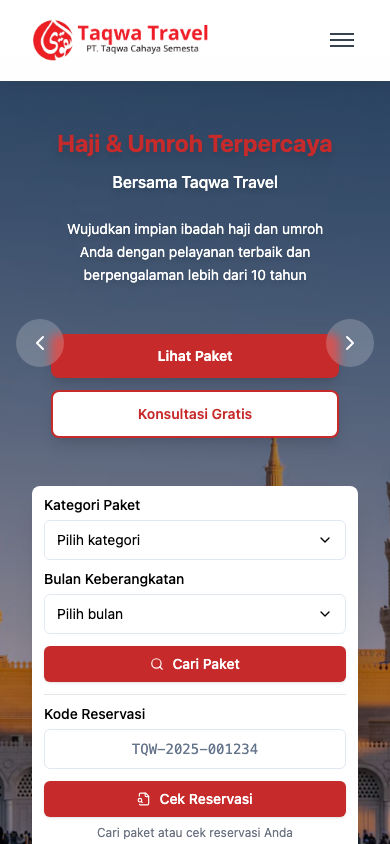 Taqwa Travel
PT. Taqwa Cahaya Semesta
Haji & Umroh Terpercaya
Bersama Taqwa Travel
Wujudkan impian ibadah haji dan umroh
Anda dengan pelayanan terbaik dan
berpengalaman lebih dari 10 tahun
Lihat Paket
Konsultasi Gratis
Kategori Paket
Pilih kategori
Bulan Keberangkatan
Pilih bulan
Cari Paket
Kode Reservasi
TQW-2025-001234
Cek Reservasi
Cari paket atau cek reservasi Anda